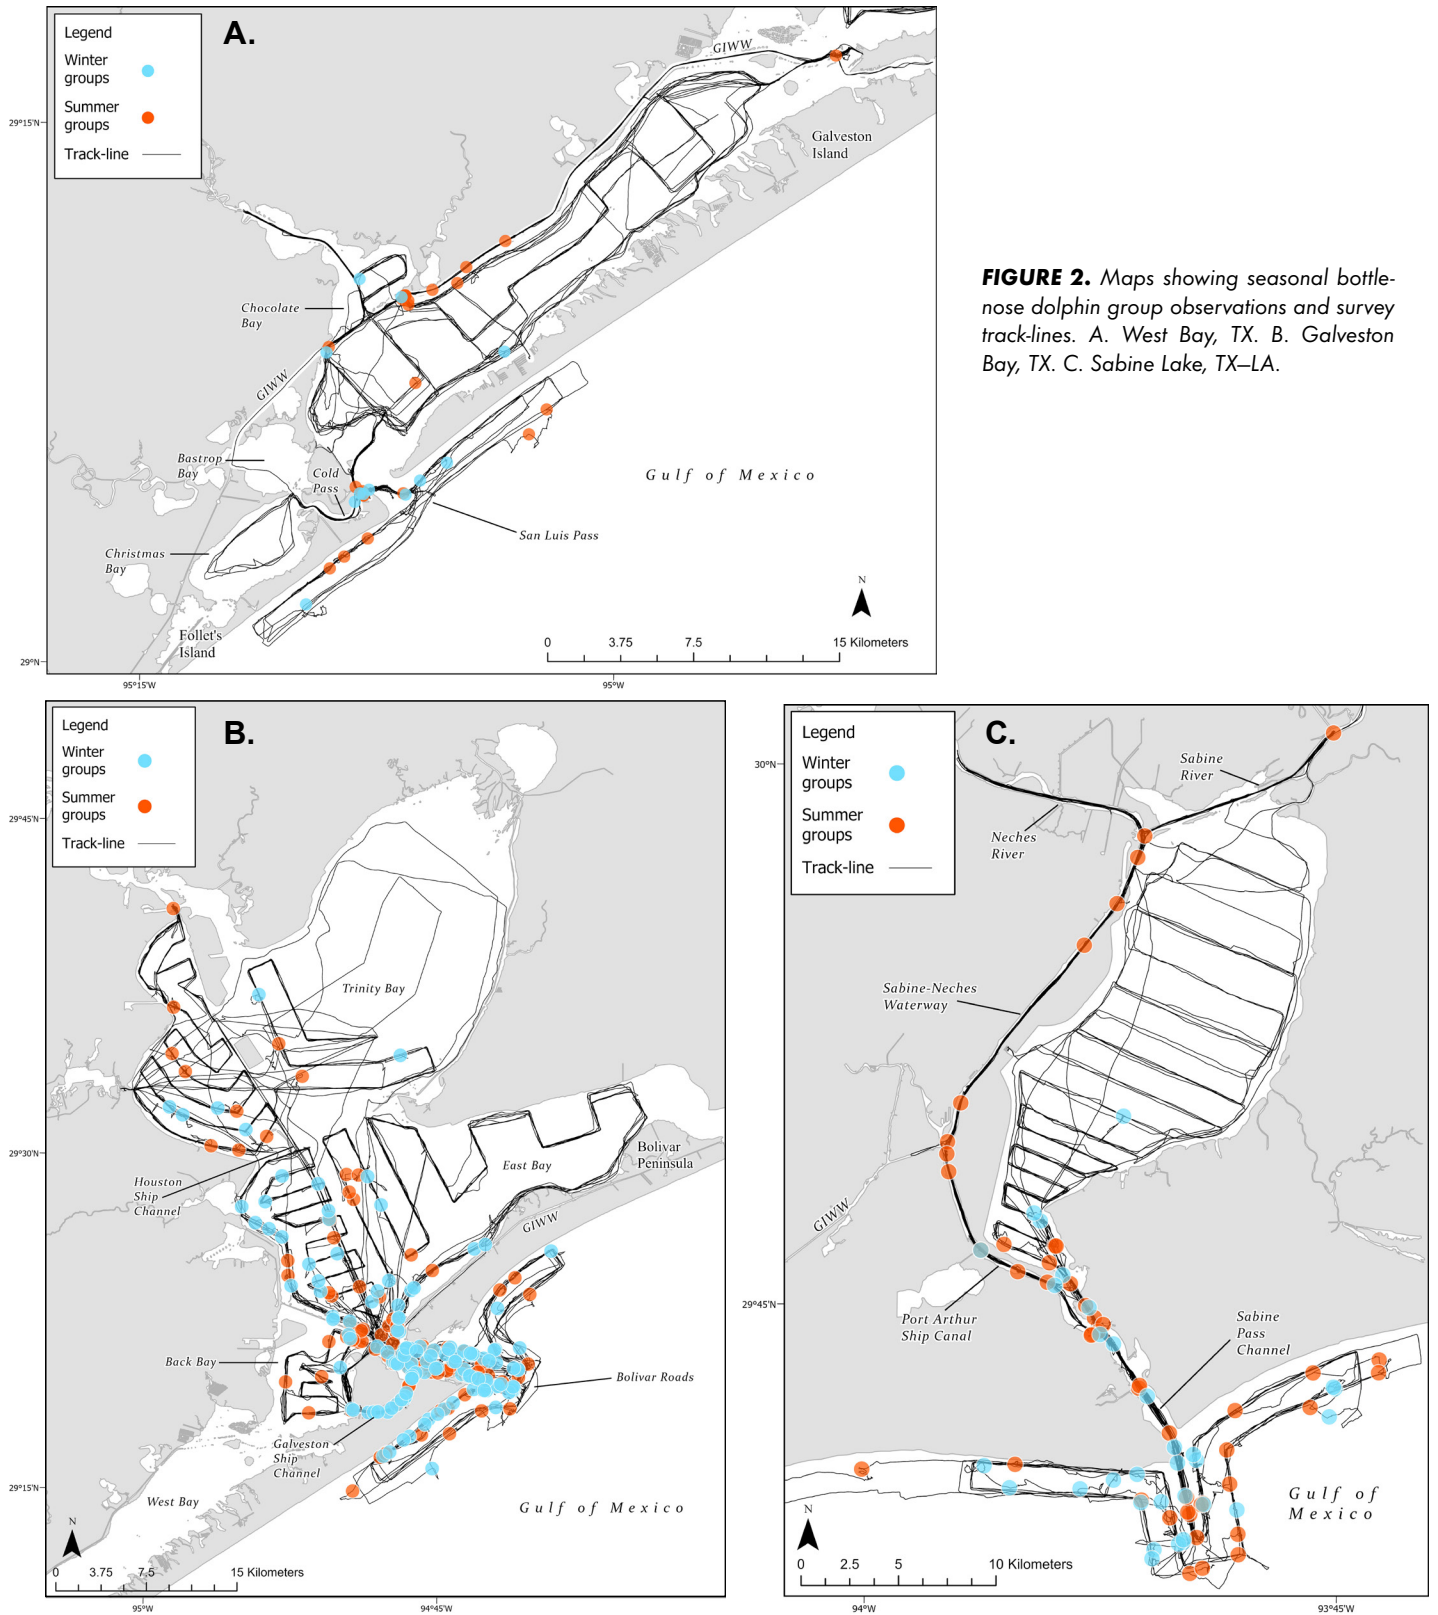 Legend
Winter
groups
Summer
groups
Track-line
A.
GIWW
Galveston
Island
29°15'N
Chocolate
Bay
GIWW
Bastrop
Bay
Cold
Pass
Gulf of Mexico
San Luis Pass
Christmas
Bay
Follet's
Island
N
0 3.75 7.5 15 Kilometers
29°N
95°15'W 95°W
FIGURE 2. Maps showing seasonal bottle-
nose dolphin group observations and survey
track-lines. A. West Bay, TX. B. Galveston
Bay, TX. C. Sabine Lake, TX–LA.
Legend
Winter
groups
Summer
groups
Track-line
B.
29°45'N
Trinity Bay
29°30'N
East Bay
Bolivar
Peninsula
Houston
Ship
Channel
GIWW
Back Bay
Bolivar Roads
Galveston
Ship
Channel
29°15'N
West Bay
Gulf of Mexico
N
0 3.75 7.5 15 Kilometers
95°W 94°45'W
Legend
Winter
groups
Summer
groups
Track-line
C.
30°N
Sabine
River
Neches
River
Sabine-Neches
Waterway
GIWW
29°45'N
Port Arthur
Ship Canal
Sabine
Pass
Channel
Gulf of
Mexico
N
0 2.5 5 10 Kilometers
94°W 93°45'W